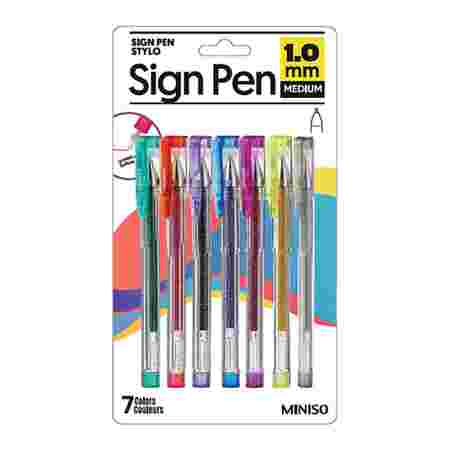 SIGN PEN
STYLO
Sign Pen
1.0
mm
MEDIUM
7 Colors
Couleurs
MINISO